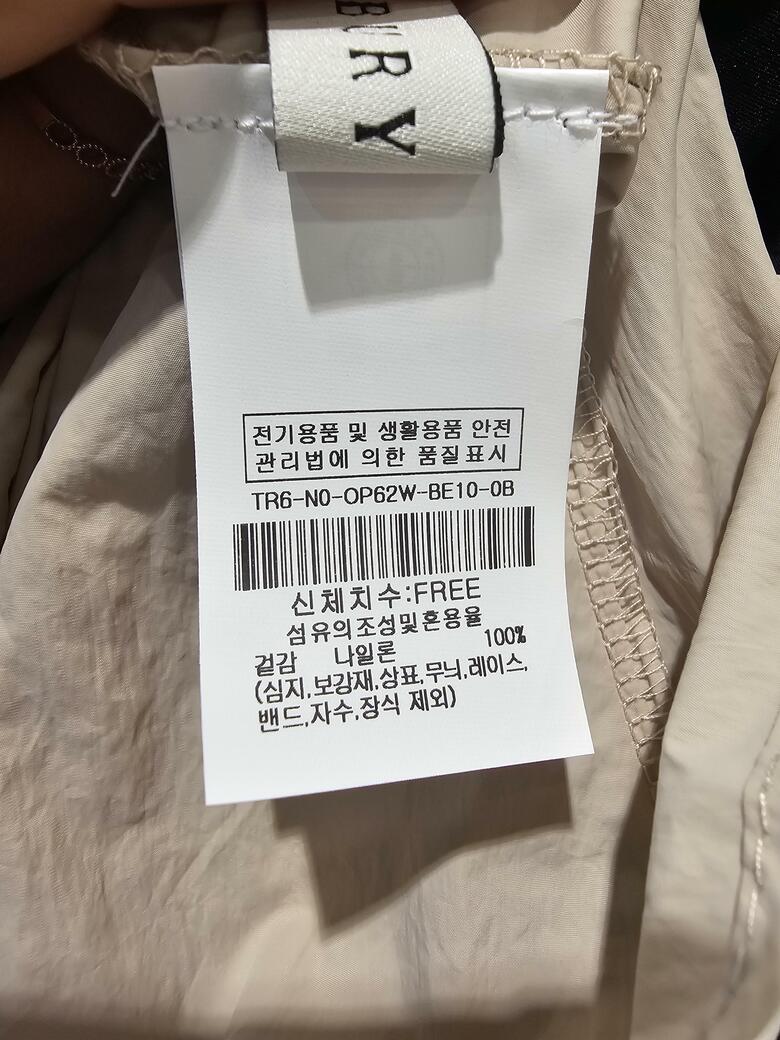 BURY
전기용품 및 생활용품 안전
관리법에 의한 품질표시
TR6-N0-OP62W-BE10-0B
신체치수:FREE
섬유의조성및혼용율
겉감 나일론 100%
(심지,보강재,상표,무늬,레이스,
밴드,자수,장식 제외)